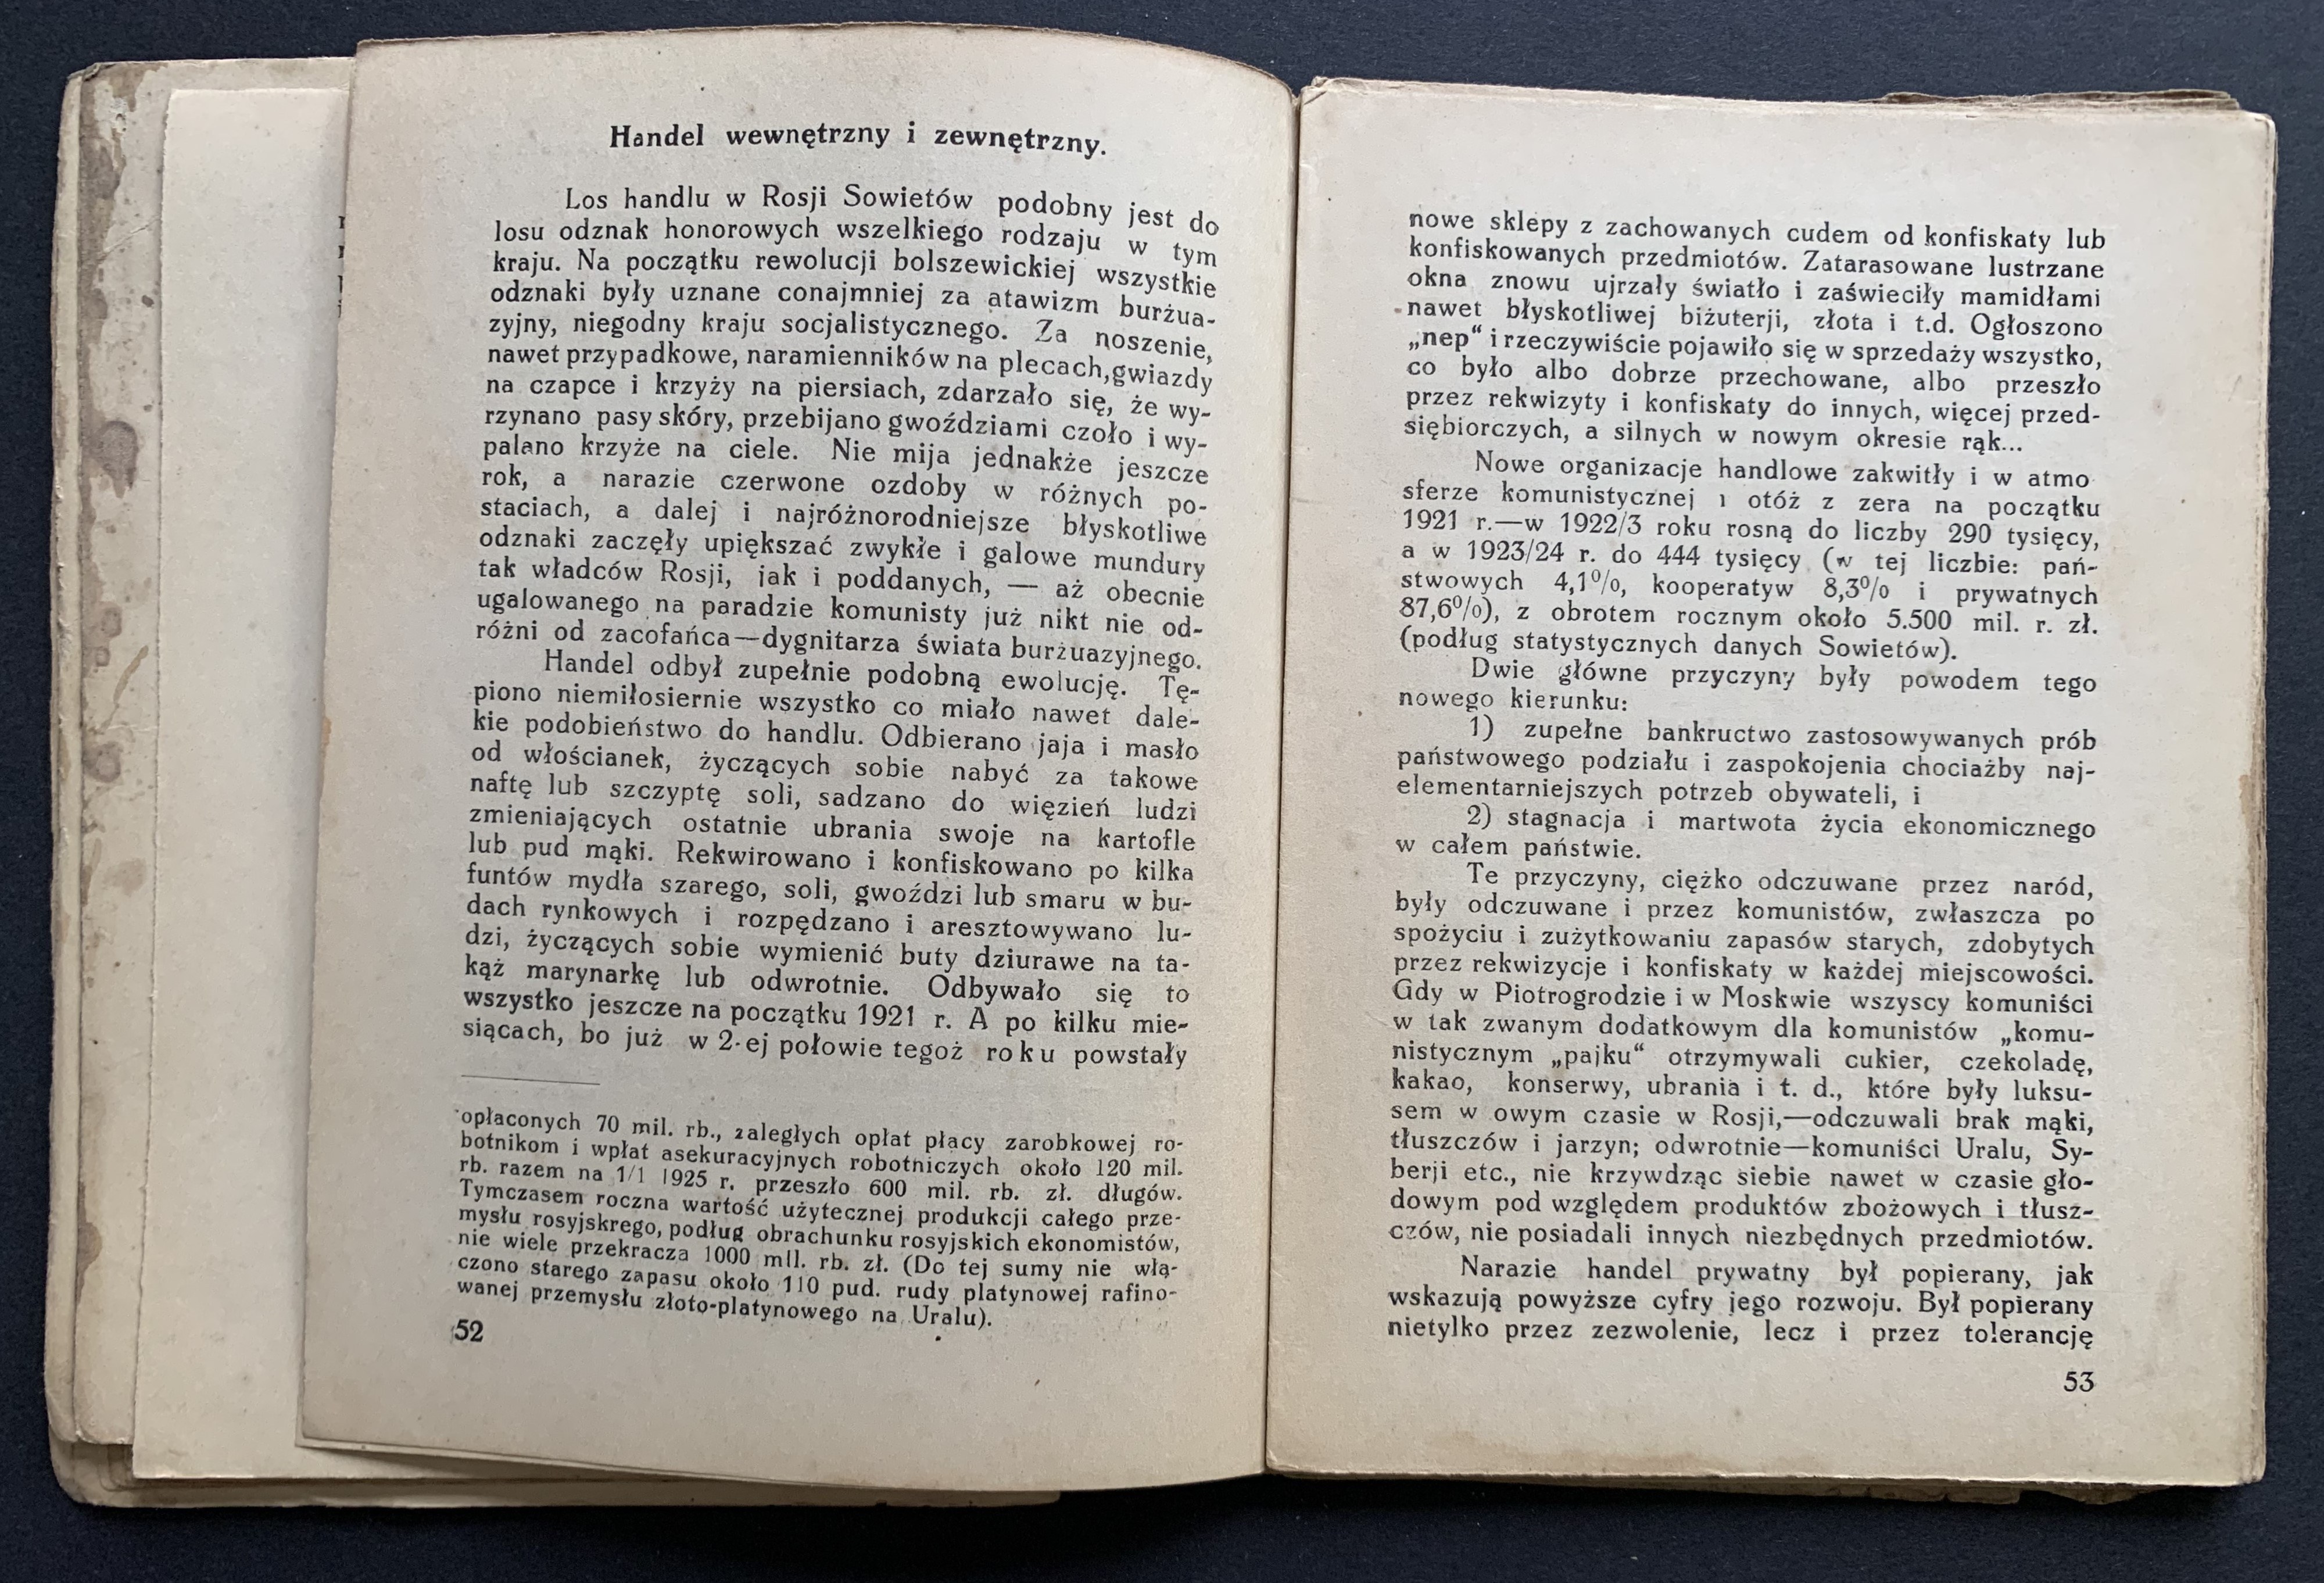 Handel wewnętrzny i zewnętrzny.
Los handlu w Rosji Sowietów podobny jest do
losu odznak honorowych wszelkiego rodzaju w tym
kraju. Na początku rewolucji bolszewickiej wszystkie
odznaki były uznane conajmniej za atawizm burżua-
zyjny, niegodny kraju socjalistycznego. Za noszenie,
nawet przypadkowe, naramienników na plecach, gwiazdy
na czapce i krzyży na piersiach, zdarzało się, że wy-
rzynano pasy skóry, przebijano gwoździami czoło i wy-
palano krzyże na ciele. Nie mija jednakże jeszcze
rok, a narazie czerwone ozdoby w różnych po-
staciach, a dalej i najróżnorodniejsze błyskotliwe
odznaki zaczęły upiększać zwykłe i galowe mundury
tak władców Rosji, jak i poddanych, — aż obecnie
ugalowanego na paradzie komunisty już nikt nie od-
różni od zacofańca—dygnitarza świata burżuazyjnego.
Handel odbył zupełnie podobną ewolucję. Tę-
piono niemiłosiernie wszystko co miało nawet dale-
kie podobieństwo do handlu. Odbierano jaja i masło
od włościanek, życzących sobie nabyć za takowe
naftę lub szczyptę soli, sadzano do więzień ludzi
zmieniających ostatnie ubrania swoje na kartofle
lub pud mąki. Rekwirowano i konfiskowano po kilka
funtów mydła szarego, soli, gwoździ lub smaru w bu-
dach rynkowych i rozpędzano i aresztowywano lu-
dzi, życzących sobie wymienić buty dziurawe na ta-
kąż marynarkę lub odwrotnie. Odbywało się to
wszystko jeszcze na początku 1921 r. A po kilku mie-
siącach, bo już w 2-ej połowie tegoż roku powstały
opłaconych 70 mil. rb., zaległych opłat płacy zarobkowej ro-
botnikom i wpłat asekuracyjnych robotniczych około 120 mil.
rb. razem na 1/1 1925 r. przeszło 600 mil. rb. zł. długów.
Tymczasem roczna wartość użytecznej produkcji całego prze-
mysłu rosyjskrego, podług obrachunku rosyjskich ekonomistów,
nie wiele przekracza 1000 mil. rb. zł. (Do tej sumy nie włą-
czono starego zapasu około 110 pud. rudy platynowej rafino-
wanej przemysłu złoto-platynowego na Uralu).
52
nowe sklepy z zachowanych cudem od konfiskaty lub
konfiskowanych przedmiotów. Zatarasowane lustrzane
okna znowu ujrzały światło i zaświeciły mamidłami
nawet błyskotliwej biżuterji, złota i t.d. Ogłoszono
„nep“ i rzeczywiście pojawiło się w sprzedaży wszystko,
co było albo dobrze przechowane, albo przeszło
przez rekwizyty i konfiskaty do innych, więcej przed-
siębiorczych, a silnych w nowym okresie rąk...
Nowe organizacje handlowe zakwitły i w atmo
sferze komunistycznej i otóż z zera na początku
1921 r.—w 1922/3 roku rosną do liczby 290 tysięcy,
a w 1923/24 r. do 444 tysięcy (w tej liczbie: pań-
stwowych 4,1%, kooperatyw 8,3% i prywatnych
87,6%), z obrotem rocznym około 5.500 mil. r. zł.
(podług statystycznych danych Sowietów).
Dwie główne przyczyny były powodem tego
nowego kierunku:
1) zupełne bankructwo zastosowywanych prób
państwowego podziału i zaspokojenia chociażby naj-
elementarniejszych potrzeb obywateli, i
2) stagnacja i martwota życia ekonomicznego
w całem państwie.
Te przyczyny, ciężko odczuwane przez naród,
były odczuwane i przez komunistów, zwłaszcza po
spożyciu i zużytkowaniu zapasów starych, zdobytych
przez rekwizycje i konfiskaty w każdej miejscowości.
Gdy w Piotrogrodzie i w Moskwie wszyscy komuniści
w tak zwanym dodatkowym dla komunistów „komu-
nistycznym „pajku“ otrzymywali cukier, czekoladę,
kakao, konserwy, ubrania i t. d., które były luksu-
sem w owym czasie w Rosji,—odczuwali brak mąki,
tłuszczów i jarzyn; odwrotnie—komuniści Uralu, Sy-
berji etc., nie krzywdząc siebie nawet w czasie gło-
dowym pod względem produktów zbożowych i tłusz-
czów, nie posiadali innych niezbędnych przedmiotów.
Narazie handel prywatny był popierany, jak
wskazują powyższe cyfry jego rozwoju. Był popierany
nietylko przez zezwolenie, lecz i przez tolerancję
53